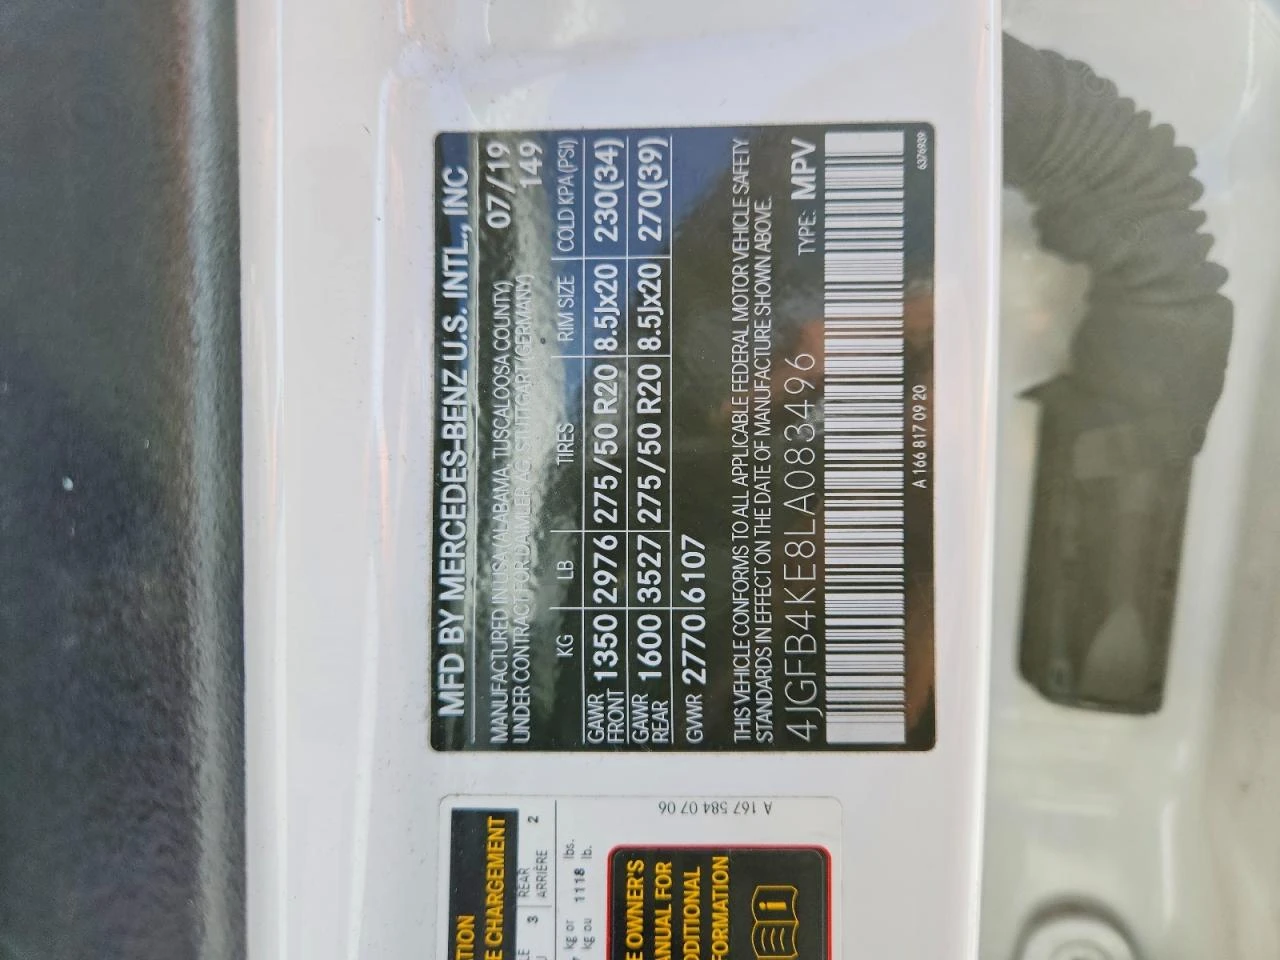 MFD BY MERCEDES-BENZ U.S. INTL., INC
MANUFACTURED IN USA (ALABAMA, TUSCALOOSA COUNTY) 07/19
UNDER CONTRACT FOR DAIMLER AG, STUTTGART (GERMANY) 149
KG LB TIRES RIM SIZE COLD KPA (PSI)
GAWR FRONT 1350 2976 275/50 R20 8.5Jx20 230(34)
GAWR REAR 1600 3527 275/50 R20 8.5Jx20 270(39)
GVWR 2770 6107
THIS VEHICLE CONFORMS TO ALL APPLICABLE FEDERAL MOTOR VEHICLE SAFETY
STANDARDS IN EFFECT ON THE DATE OF MANUFACTURE SHOWN ABOVE.
4JGFB4KE8LA083496 TYPE: MPV
A 166 817 09 20 6376939
A 167 584 07 06
CHARGEMENT
3 REAR 2
ARRIÈRE
kg or lbs.
kg ou 1118 lb.
OWNER'S
FOR